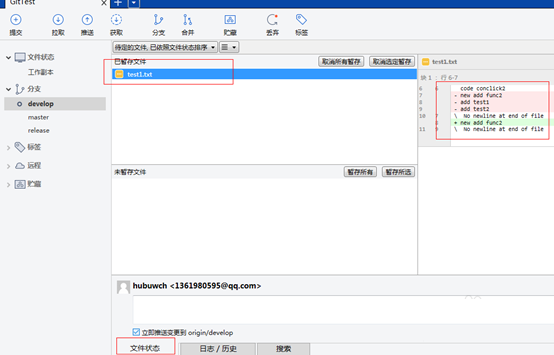 GitTest
提交
拉取
推送
获取
分支
合并
贮藏
丢弃
标签
文件状态
工作副本
分支
develop
master
release
标签
远程
贮藏
待定的文件, 已依照文件状态排序
已暂存文件
取消所有暂存
取消选定暂存
test1.txt
未暂存文件
暂存所有
暂存所选
test1.txt
块 1 : 行 6-7
6 6 code conclick2
7 - new add func2
8 - add test1
9 - add test2
10 7 \ No newline at end of file
8 + new add func2
11 9 \ No newline at end of file
hubuwch <1361980595@qq.com>
立即推送变更到 origin/develop
文件状态
日志 / 历史
搜索